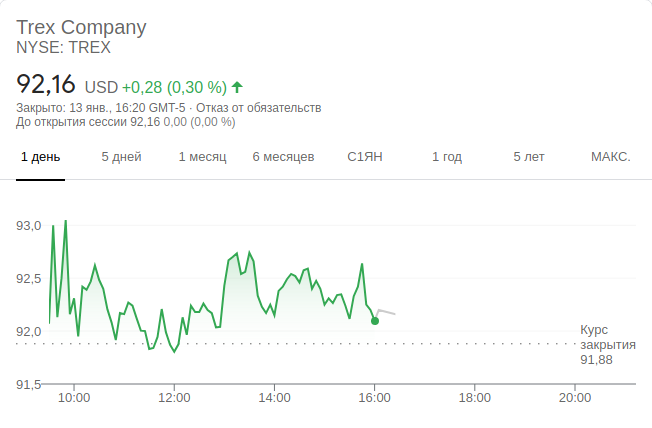 Trex Company
NYSE: TREX
92,16 USD +0,28 (0,30 %)
Закрыто: 13 янв., 16:20 GMT-5 · Отказ от обязательств
До открытия сессии 92,16 0,00 (0,00 %)
1 день 5 дней 1 месяц 6 месяцев С1ЯН 1 год 5 лет МАКС.
93,0
92,5
92,0
Курс
закрытия
91,88
91,5
10:00 12:00 14:00 16:00 18:00 20:00